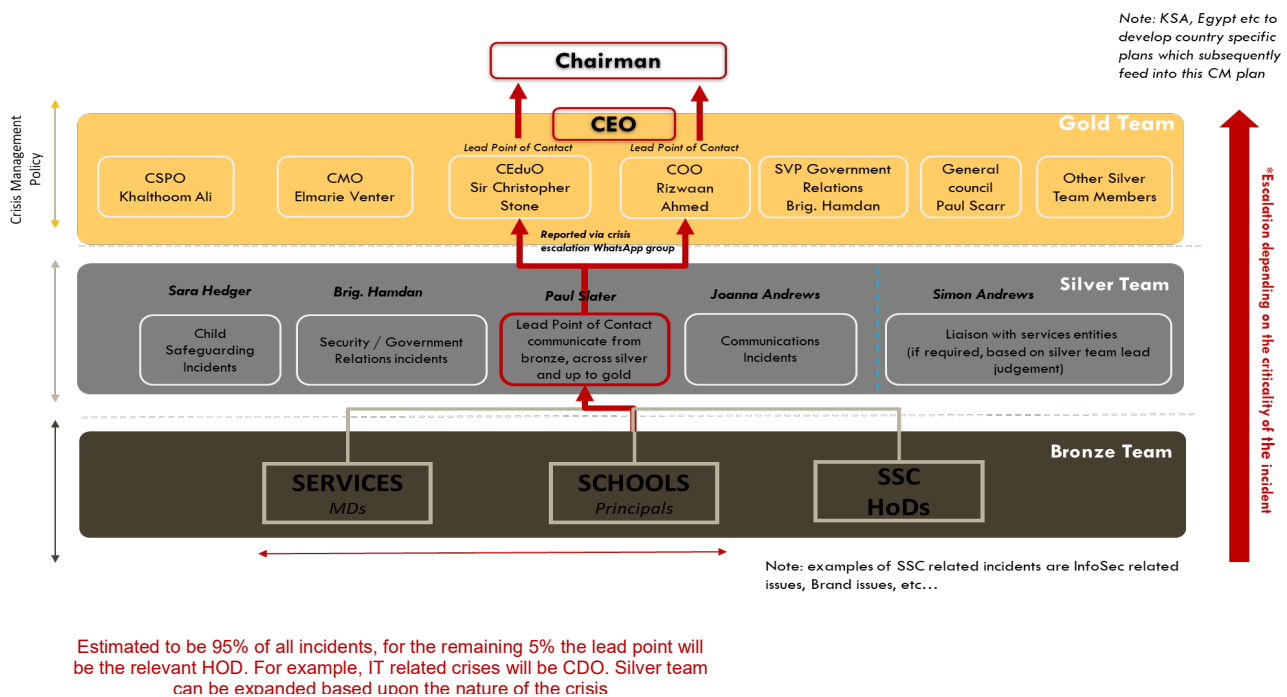 Note: KSA, Egypt etc to
develop country specific
plans which subsequently
feed into this CM plan
Chairman
CEO
Gold Team
Crisis Management
Policy
Lead Point of Contact
Lead Point of Contact
CSPO
Khalthoom Ali
CMO
Elmarie Venter
CEduO
Sir Christopher
Stone
COO
Rizwaan
Ahmed
SVP Government
Relations
Brig. Hamdan
General
council
Paul Scarr
Other Silver
Team Members
Reported via crisis
escalation WhatsApp group
*Escalation depending on the criticality of the incident
Silver Team
Sara Hedger
Brig. Hamdan
Paul Slater
Joanna Andrews
Simon Andrews
Child
Safeguarding
Incidents
Security / Government
Relations incidents
Lead Point of Contact
communicate from
bronze, across silver
and up to gold
Communications
Incidents
Liaison with services entities
(if required, based on silver team lead
judgement)
Bronze Team
SERVICES
MDs
SCHOOLS
Principals
SSC
HoDs
Note: examples of SSC related incidents are InfoSec related
issues, Brand issues, etc...
Estimated to be 95% of all incidents, for the remaining 5% the lead point will
be the relevant HOD. For example, IT related crises will be CDO. Silver team
can be expanded based upon the nature of the crisis